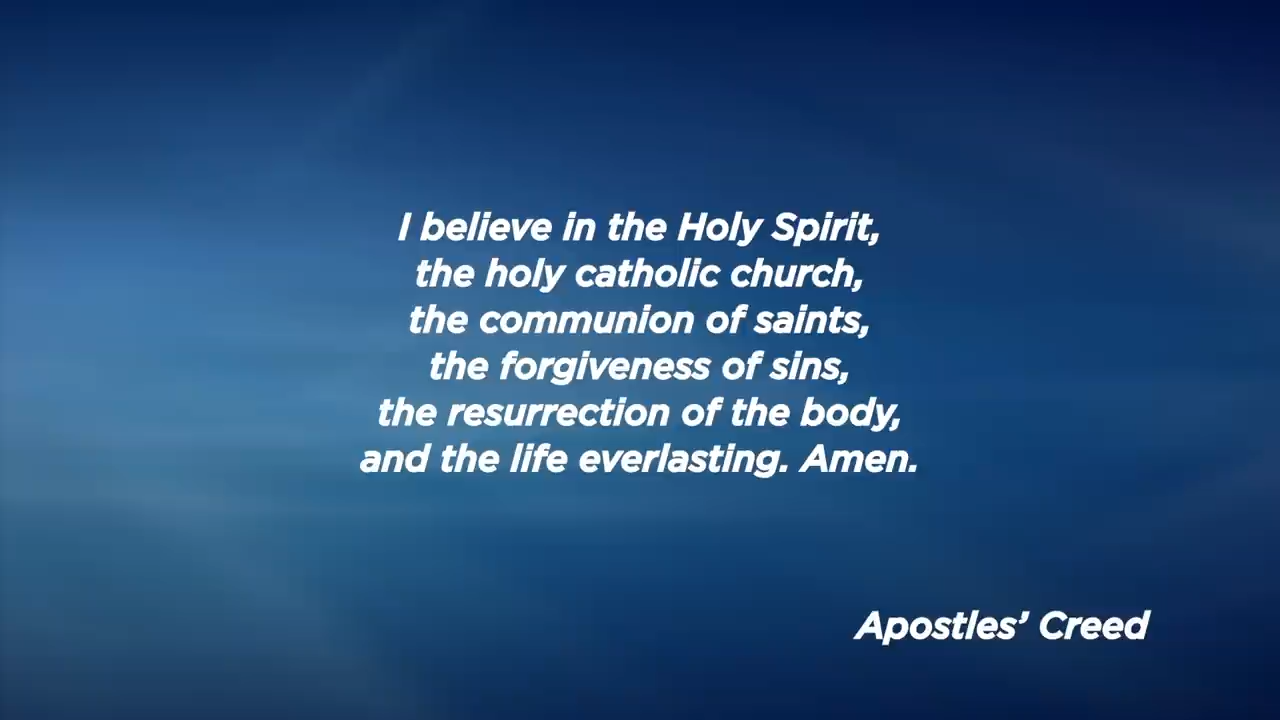 I believe in the Holy Spirit,
the holy catholic church,
the communion of saints,
the forgiveness of sins,
the resurrection of the body,
and the life everlasting. Amen.
Apostles’ Creed